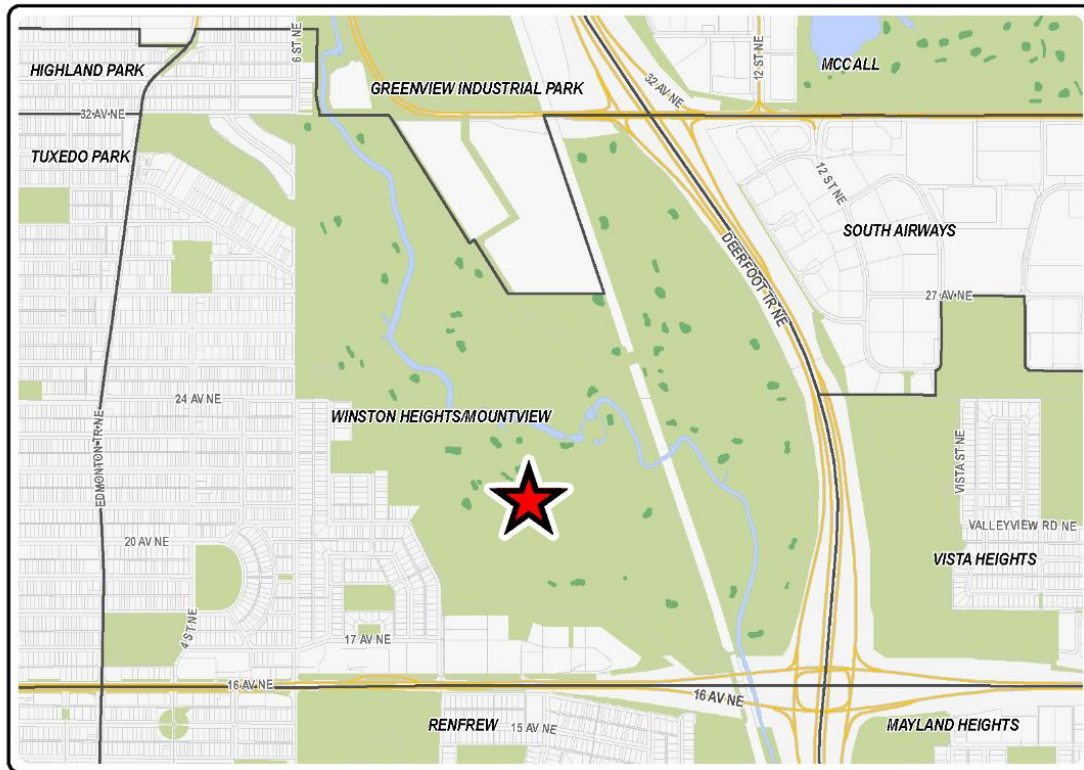 6 ST NE
12 ST NE
HIGHLAND PARK
MCCALL
GREENVIEW INDUSTRIAL PARK
32 AV NE
32 AV NE
TUXEDO PARK
12 ST NE
SOUTH AIRWAYS
DEERFOOT TR NE
27 AV NE
24 AV NE
WINSTON HEIGHTS/MOUNTVIEW
EDMONTON TR NE
VISTA ST NE
VALLEYVIEW RD NE
20 AV NE
VISTA HEIGHTS
4 ST NE
17 AV NE
16 AV NE
16 AV NE
RENFREW
15 AV NE
MAYLAND HEIGHTS